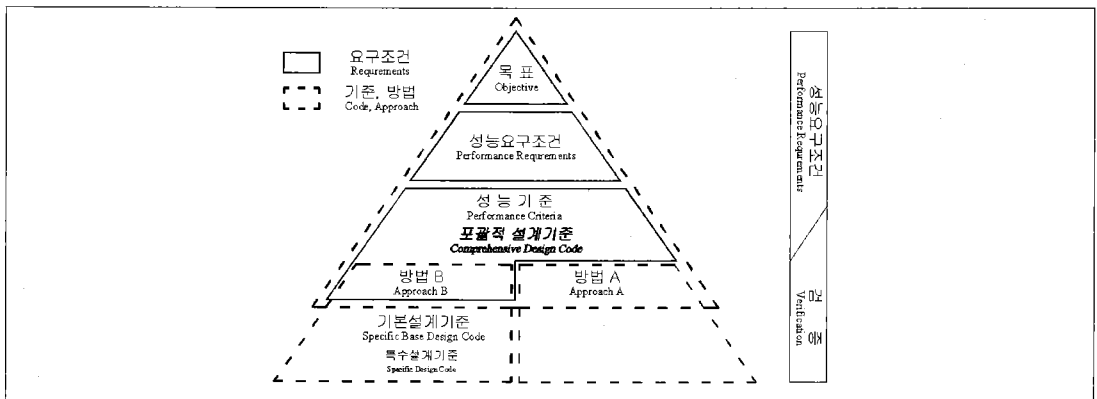 요구조건
Requrements
기준, 방법
Code, Approach
목 표
Objective
성능요구조건
Performance Requrements
성 능 기 준
Performance Criteria
포괄적 설계기준
Comprehensive Design Code
방법 B
Approach B
방법 A
Approach A
기본설계기준
Specific Base Design Code
특수설계기준
Specific Design Code
성능요구조건
Performance Requrements
검 증
Verification